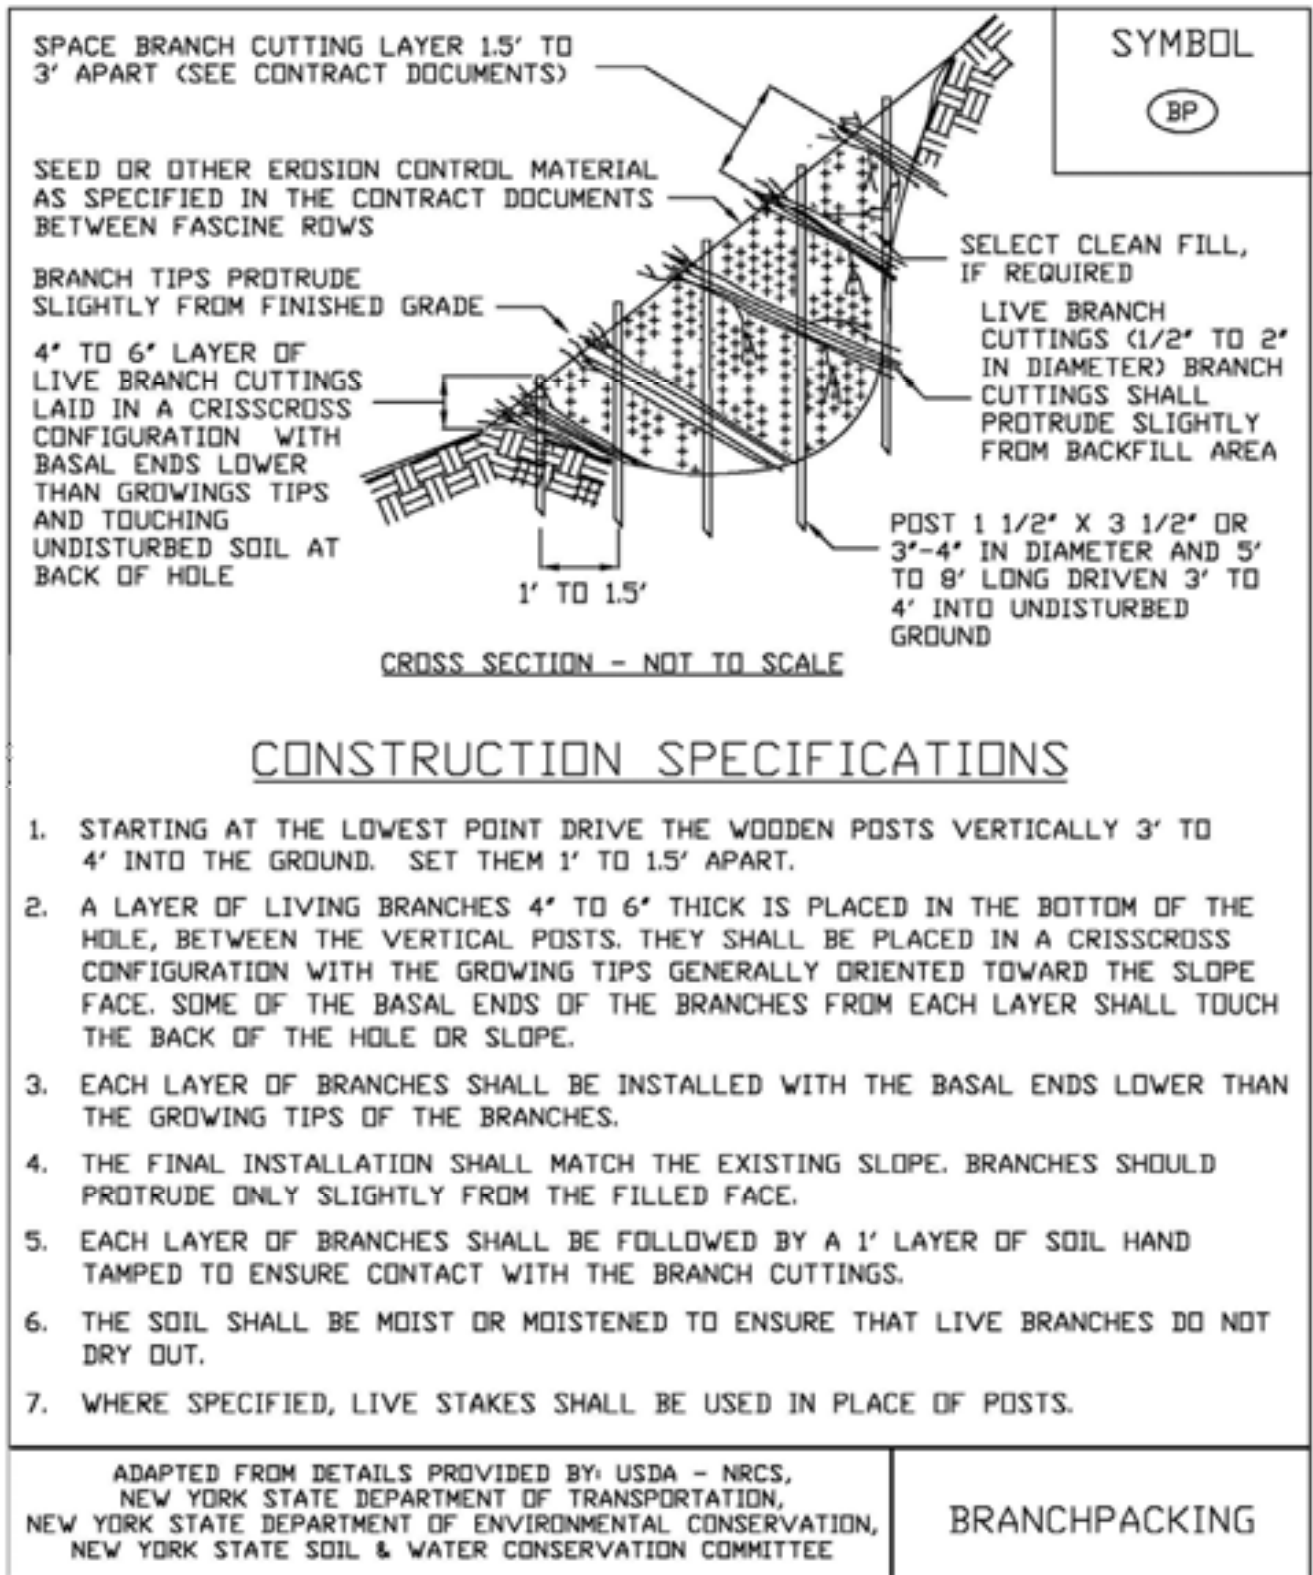 SPACE BRANCH CUTTING LAYER 1.5' TO
3' APART (SEE CONTRACT DOCUMENTS)
SYMBOL
BP
SEED OR OTHER EROSION CONTROL MATERIAL
AS SPECIFIED IN THE CONTRACT DOCUMENTS
BETWEEN FASCINE ROWS
BRANCH TIPS PROTRUDE
SLIGHTLY FROM FINISHED GRADE
4" TO 6" LAYER OF
LIVE BRANCH CUTTINGS
LAID IN A CRISSCROSS
CONFIGURATION WITH
BASAL ENDS LOWER
THAN GROWINGS TIPS
AND TOUCHING
UNDISTURBED SOIL AT
BACK OF HOLE
SELECT CLEAN FILL,
IF REQUIRED
LIVE BRANCH
CUTTINGS (1/2" TO 2"
IN DIAMETER) BRANCH
CUTTINGS SHALL
PROTRUDE SLIGHTLY
FROM BACKFILL AREA
POST 1 1/2" X 3 1/2" OR
3"-4" IN DIAMETER AND 5'
TO 8' LONG DRIVEN 3' TO
4' INTO UNDISTURBED
GROUND
1' TO 1.5'
CROSS SECTION - NOT TO SCALE
CONSTRUCTION SPECIFICATIONS
1. STARTING AT THE LOWEST POINT DRIVE THE WOODEN POSTS VERTICALLY 3' TO
4' INTO THE GROUND. SET THEM 1' TO 1.5' APART.
2. A LAYER OF LIVING BRANCHES 4" TO 6" THICK IS PLACED IN THE BOTTOM OF THE
HOLE, BETWEEN THE VERTICAL POSTS. THEY SHALL BE PLACED IN A CRISSCROSS
CONFIGURATION WITH THE GROWING TIPS GENERALLY ORIENTED TOWARD THE SLOPE
FACE. SOME OF THE BASAL ENDS OF THE BRANCHES FROM EACH LAYER SHALL TOUCH
THE BACK OF THE HOLE OR SLOPE.
3. EACH LAYER OF BRANCHES SHALL BE INSTALLED WITH THE BASAL ENDS LOWER THAN
THE GROWING TIPS OF THE BRANCHES.
4. THE FINAL INSTALLATION SHALL MATCH THE EXISTING SLOPE. BRANCHES SHOULD
PROTRUDE ONLY SLIGHTLY FROM THE FILLED FACE.
5. EACH LAYER OF BRANCHES SHALL BE FOLLOWED BY A 1' LAYER OF SOIL HAND
TAMPED TO ENSURE CONTACT WITH THE BRANCH CUTTINGS.
6. THE SOIL SHALL BE MOIST OR MOISTENED TO ENSURE THAT LIVE BRANCHES DO NOT
DRY OUT.
7. WHERE SPECIFIED, LIVE STAKES SHALL BE USED IN PLACE OF POSTS.
ADAPTED FROM DETAILS PROVIDED BY: USDA - NRCS,
NEW YORK STATE DEPARTMENT OF TRANSPORTATION,
NEW YORK STATE DEPARTMENT OF ENVIRONMENTAL CONSERVATION,
NEW YORK STATE SOIL & WATER CONSERVATION COMMITTEE
BRANCHPACKING